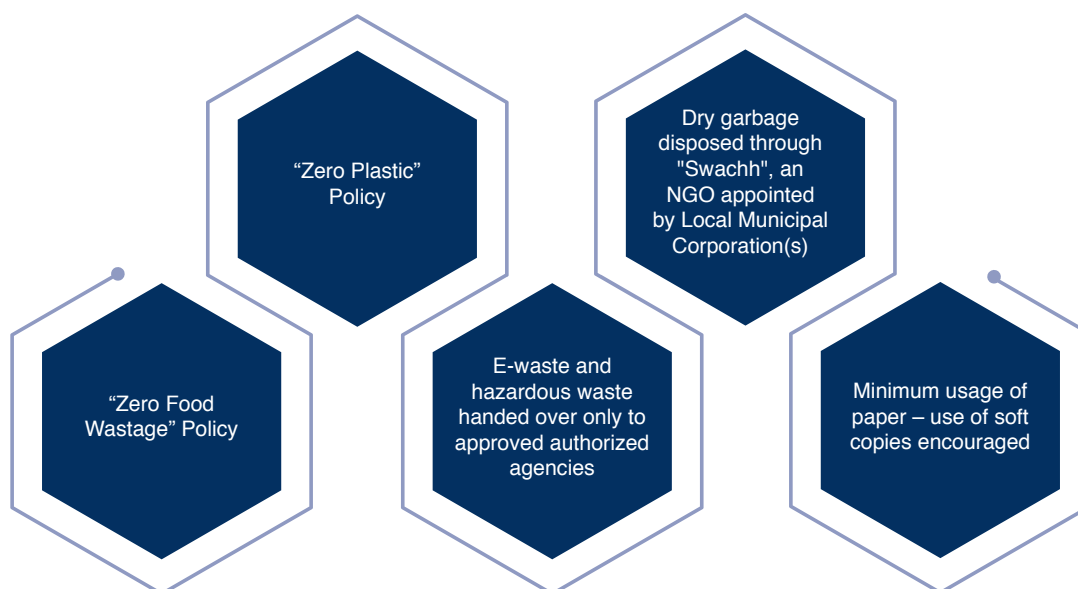 “Zero Plastic”
Policy
Dry garbage
disposed through
"Swachh", an
NGO appointed
by Local Municipal
Corporation(s)
“Zero Food
Wastage” Policy
E-waste and
hazardous waste
handed over only to
approved authorized
agencies
Minimum usage of
paper – use of soft
copies encouraged